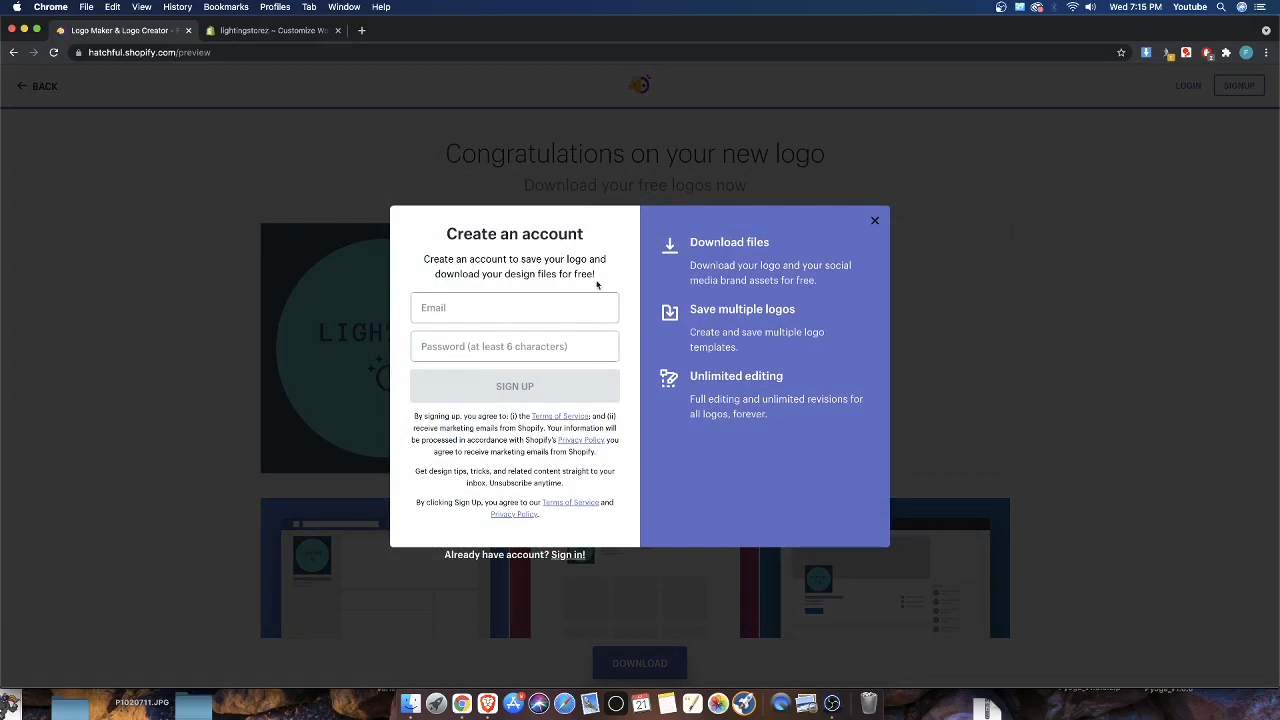 Chrome File Edit View History Bookmarks Profiles Tab Window Help Wed 7:15 PM Youtube
Logo Maker & Logo Creator - lightingstorez ~ Customize Wo
hatchful.shopify.com/preview
BACK LOGIN SIGNUP
Congratulations on your new logo
Download your free logos now
Create an account
Create an account to save your logo and
download your design files for free!
Email
Password (at least 6 characters)
SIGN UP
By signing up, you agree to: (i) the Terms of Service; and (ii)
receive marketing emails from Shopify. Your information will
be processed in accordance with Shopify's Privacy Policy you
agree to receive marketing emails from Shopify.
Get design tips, tricks, and related content straight to your
inbox. Unsubscribe anytime.
By clicking Sign Up, you agree to our Terms of Service and
Privacy Policy.
Already have account? Sign in!
Download files
Download your logo and your social
media brand assets for free.
Save multiple logos
Create and save multiple logo
templates.
Unlimited editing
Full editing and unlimited revisions for
all logos, forever.
LIGH
DOWNLOAD
P1020711.JPG